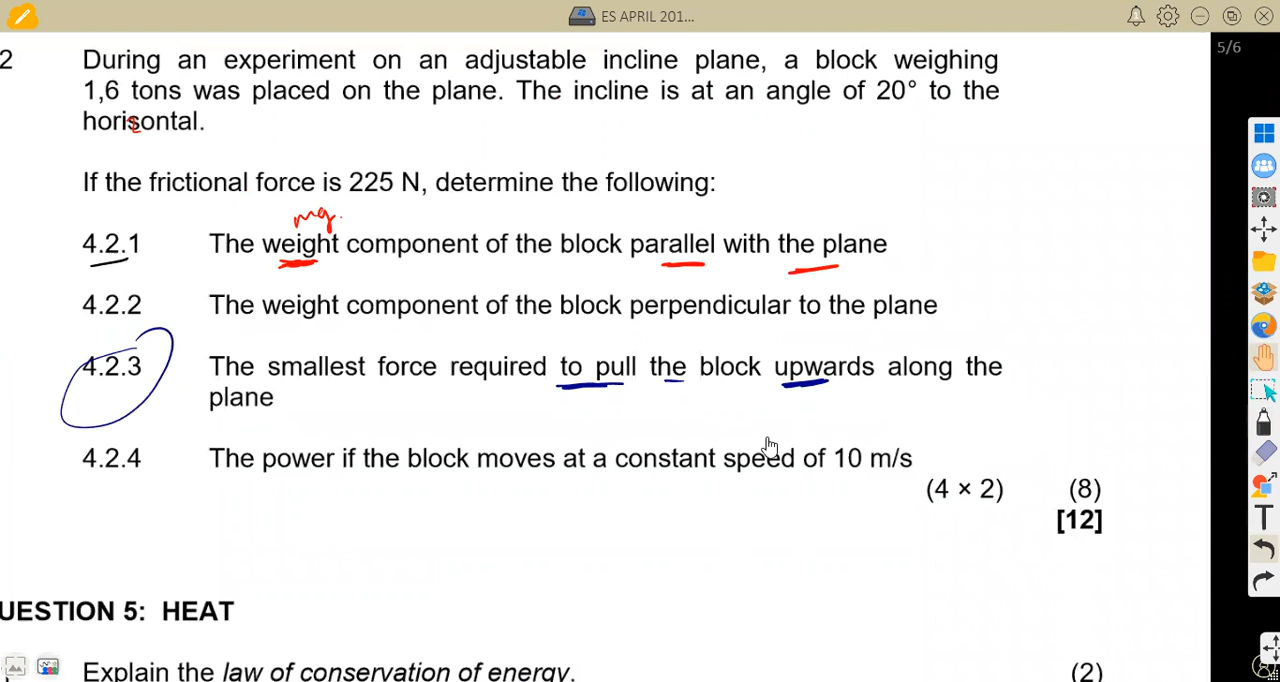 ES APRIL 201...
5/6
2 During an experiment on an adjustable incline plane, a block weighing
1,6 tons was placed on the plane. The incline is at an angle of 20° to the
horisontal.
z
If the frictional force is 225 N, determine the following:
mg.
4.2.1 The weight component of the block parallel with the plane
4.2.2 The weight component of the block perpendicular to the plane
4.2.3 The smallest force required to pull the block upwards along the
plane
4.2.4 The power if the block moves at a constant speed of 10 m/s
(4 × 2) (8)
[12]
UESTION 5: HEAT
Explain the law of conservation of energy. (2)
T